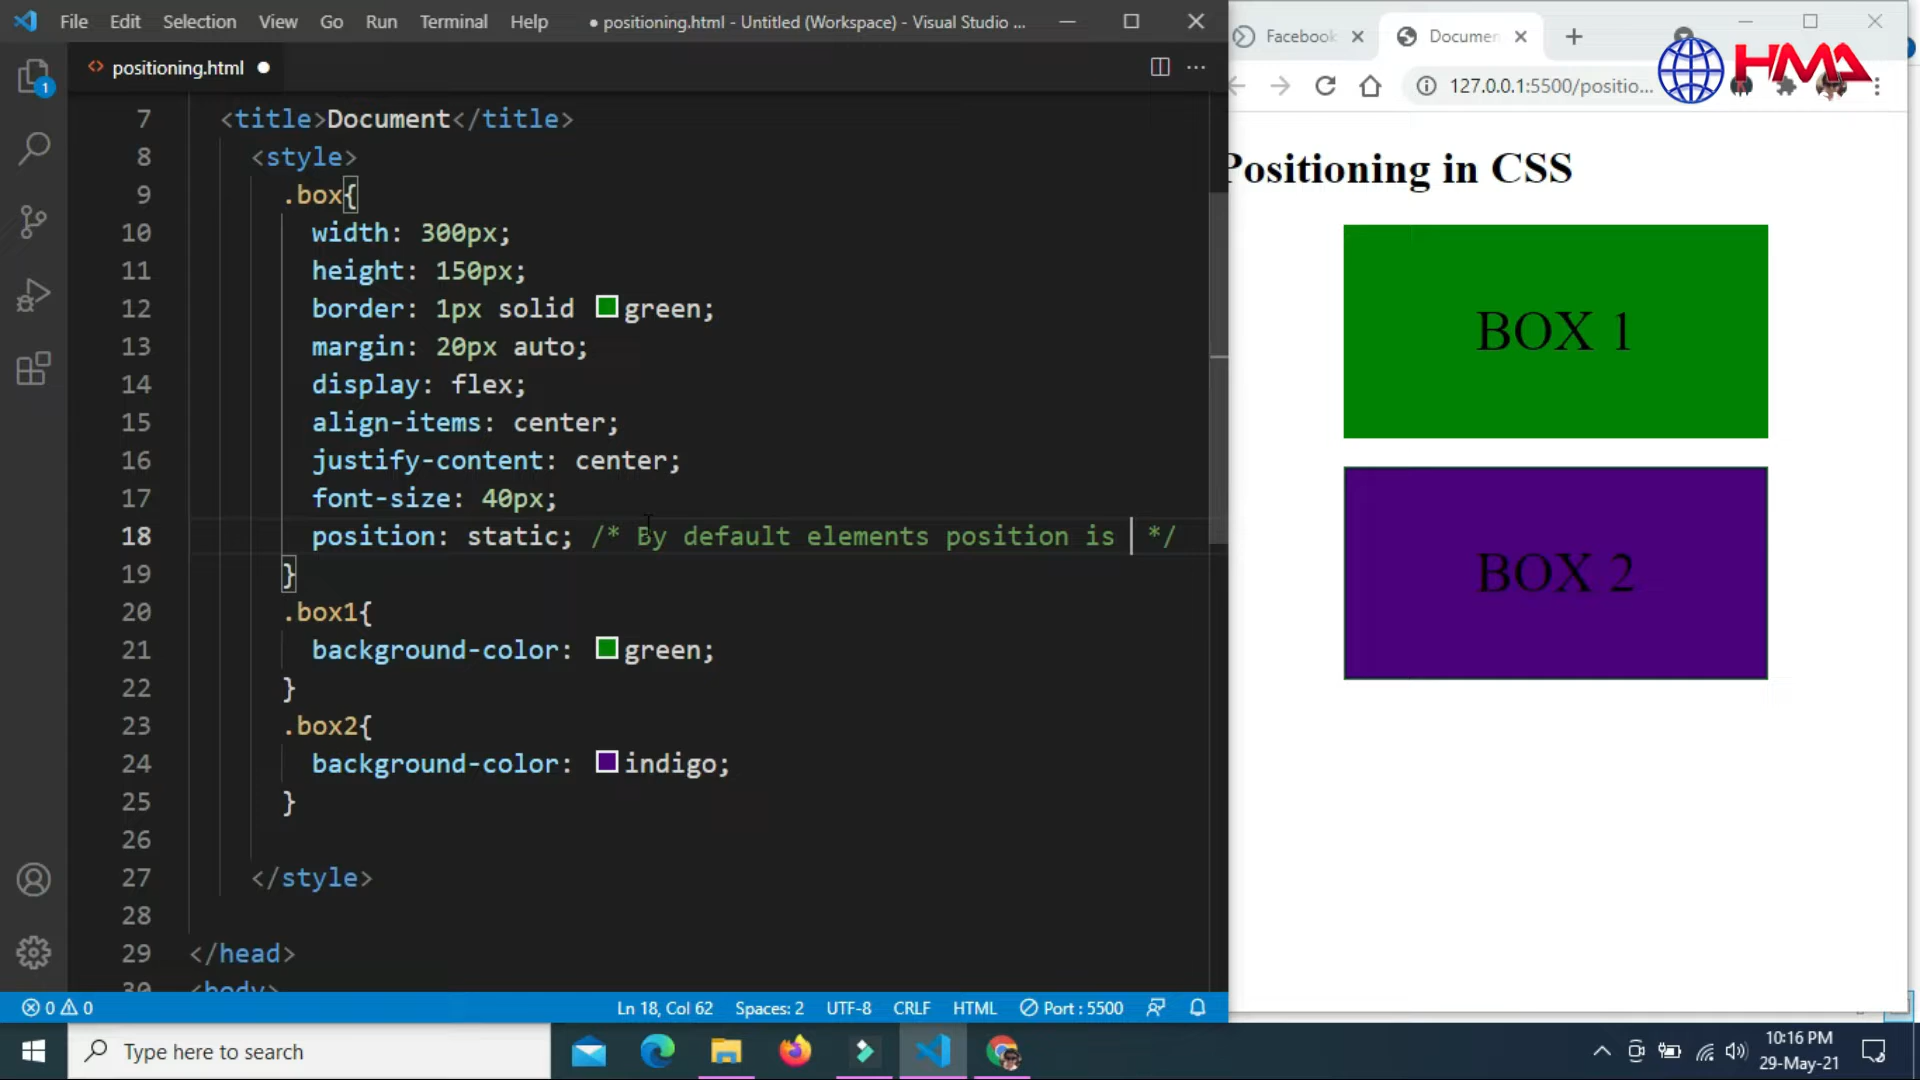 File Edit Selection View Go Run Terminal Help ● positioning.html - Untitled (Workspace) - Visual Studio ...
<> positioning.html ●
1
7 <title>Document</title>
8 <style>
9 .box{
10 width: 300px;
11 height: 150px;
12 border: 1px solid green;
13 margin: 20px auto;
14 display: flex;
15 align-items: center;
16 justify-content: center;
17 font-size: 40px;
18 position: static; /* By default elements position is */
19 }
20 .box1{
21 background-color: green;
22 }
23 .box2{
24 background-color: indigo;
25 }
26
27 </style>
28
29 </head>
30 <body>
0 0 Ln 18, Col 62 Spaces: 2 UTF-8 CRLF HTML Port : 5500
Facebook Documen
HMA
127.0.0.1:5500/positio...
Positioning in CSS
BOX 1
BOX 2
Type here to search
10:16 PM
29-May-21